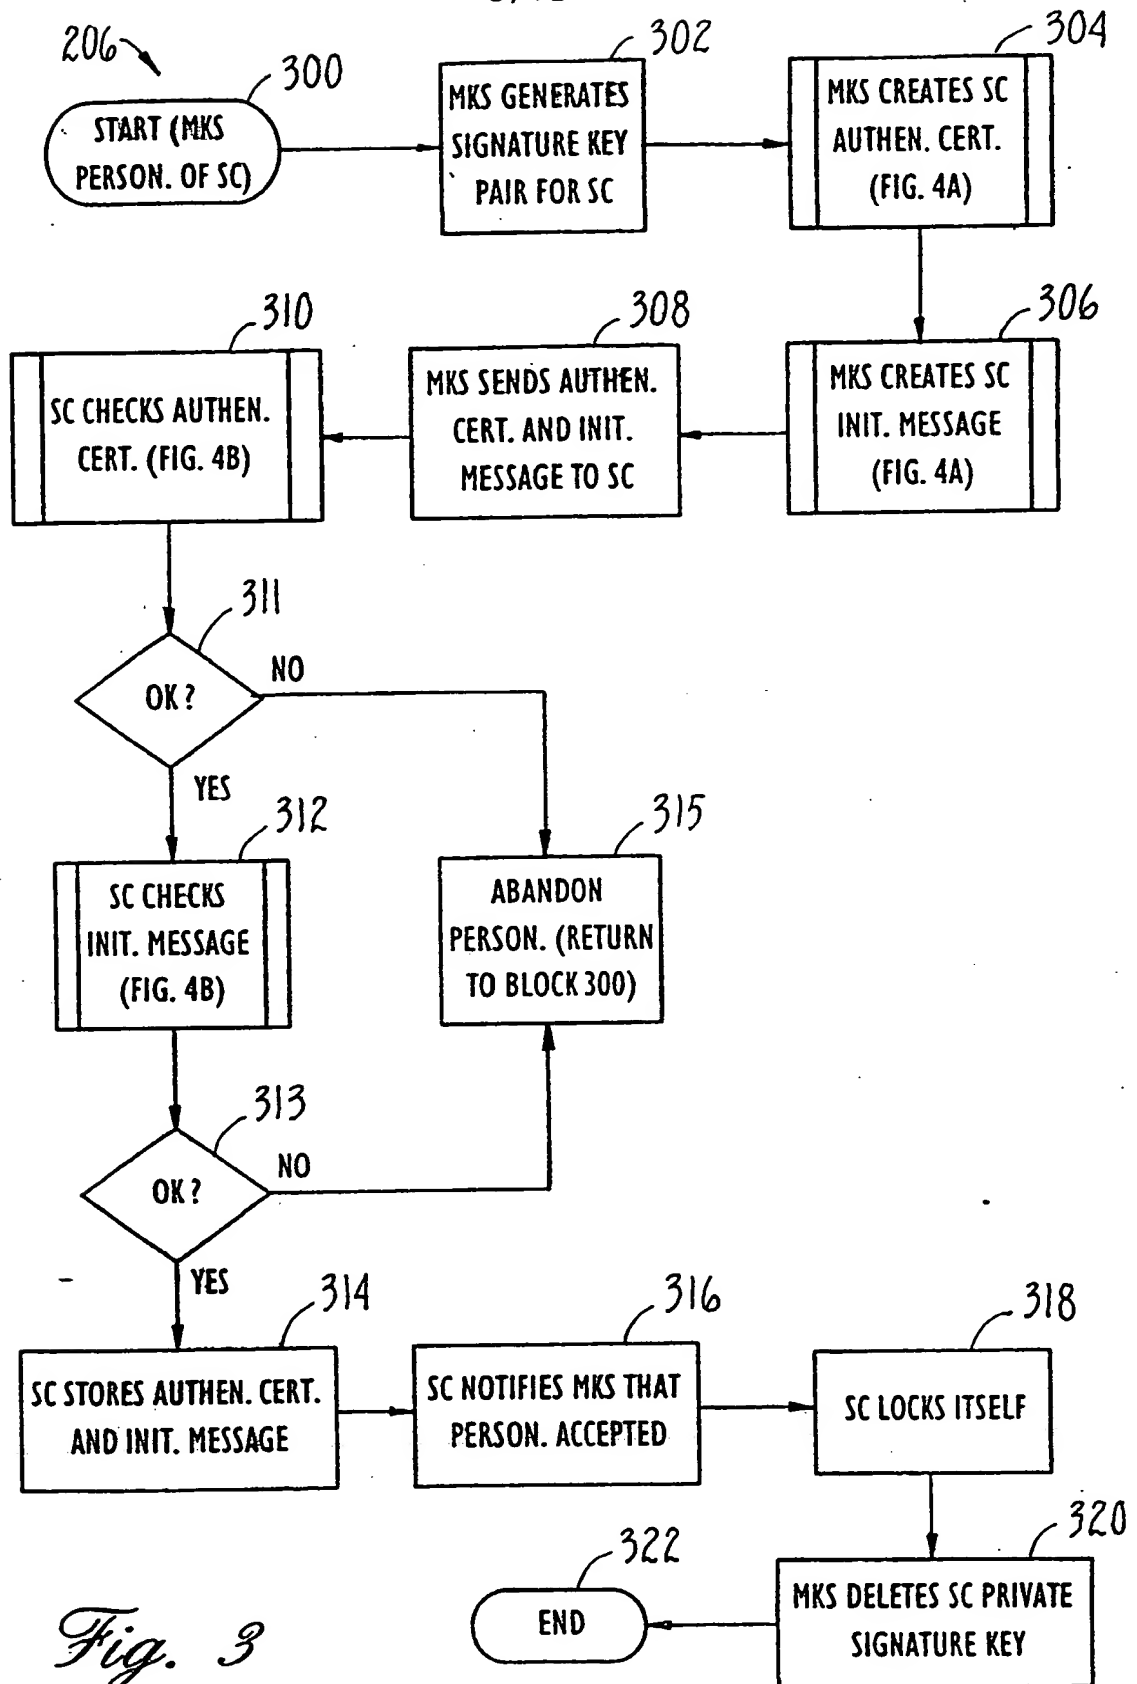 206
300
302
304
START (MKS
PERSON. OF SC)
MKS GENERATES
SIGNATURE KEY
PAIR FOR SC
MKS CREATES SC
AUTHEN. CERT.
(FIG. 4A)
310
308
306
SC CHECKS AUTHEN.
CERT. (FIG. 4B)
MKS SENDS AUTHEN.
CERT. AND INIT.
MESSAGE TO SC
MKS CREATES SC
INIT. MESSAGE
(FIG. 4A)
311
OK?
NO
YES
312
315
SC CHECKS
INIT. MESSAGE
(FIG. 4B)
ABANDON
PERSON. (RETURN
TO BLOCK 300)
313
OK?
NO
YES
314
316
318
SC STORES AUTHEN. CERT.
AND INIT. MESSAGE
SC NOTIFIES MKS THAT
PERSON. ACCEPTED
SC LOCKS ITSELF
322
320
END
MKS DELETES SC PRIVATE
SIGNATURE KEY
Fig. 3